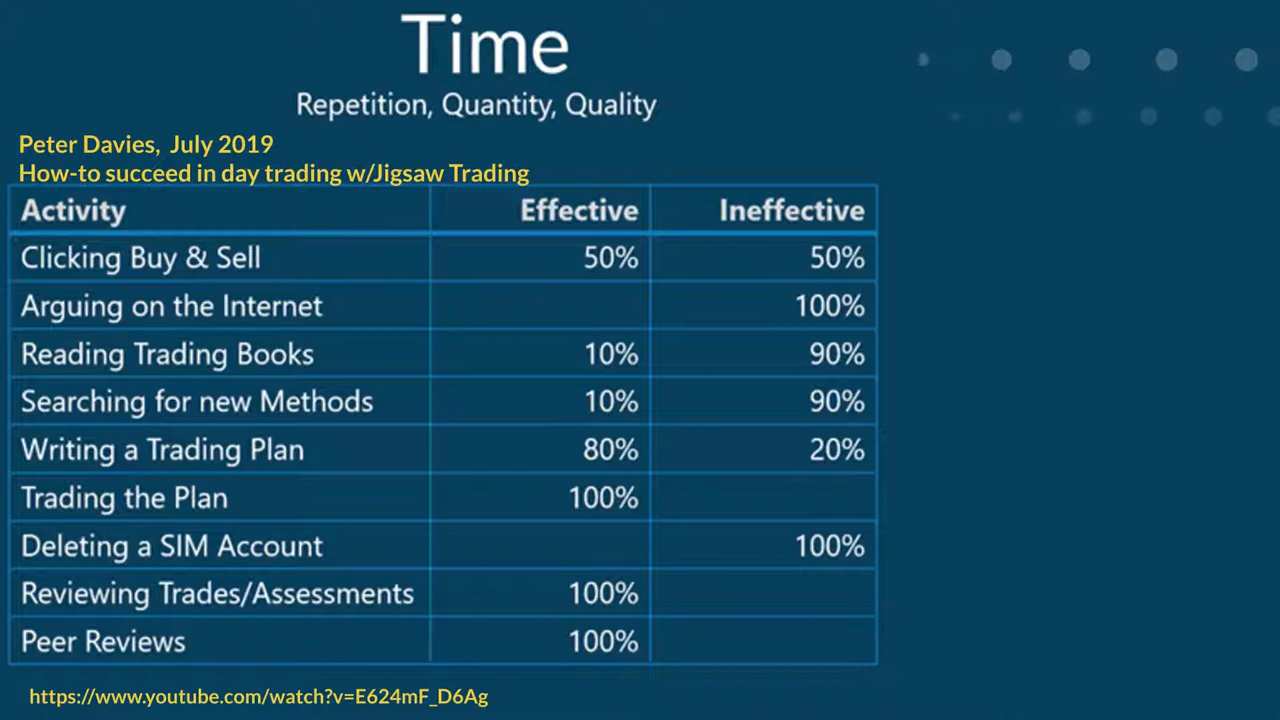 Time
Repetition, Quantity, Quality
Peter Davies, July 2019
How-to succeed in day trading w/Jigsaw Trading
Activity Effective Ineffective
Clicking Buy & Sell 50% 50%
Arguing on the Internet 100%
Reading Trading Books 10% 90%
Searching for new Methods 10% 90%
Writing a Trading Plan 80% 20%
Trading the Plan 100%
Deleting a SIM Account 100%
Reviewing Trades/Assessments 100%
Peer Reviews 100%
https://www.youtube.com/watch?v=E624mF_D6Ag